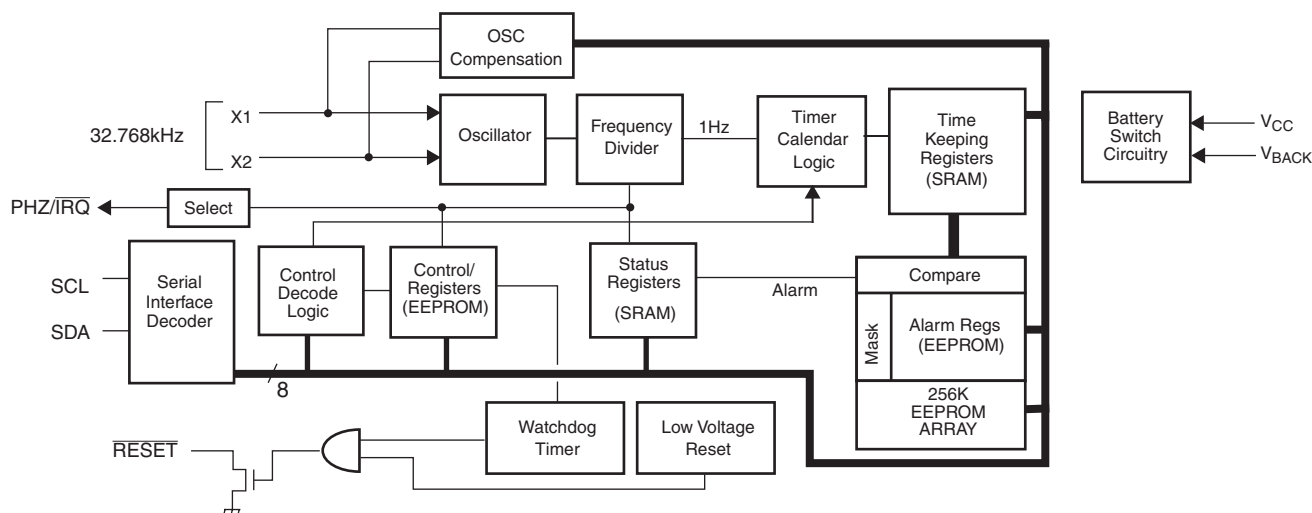 OSC
Compensation
32.768kHz
X1
X2
Oscillator
Frequency
Divider
1Hz
Timer
Calendar
Logic
Time
Keeping
Registers
(SRAM)
Battery
Switch
Circuitry
VCC
VBACK
PHZ/IRQ
Select
SCL
SDA
Serial
Interface
Decoder
Control
Decode
Logic
Control/
Registers
(EEPROM)
Status
Registers
(SRAM)
Alarm
Compare
Mask
Alarm Regs
(EEPROM)
256K
EEPROM
ARRAY
8
RESET
Watchdog
Timer
Low Voltage
Reset